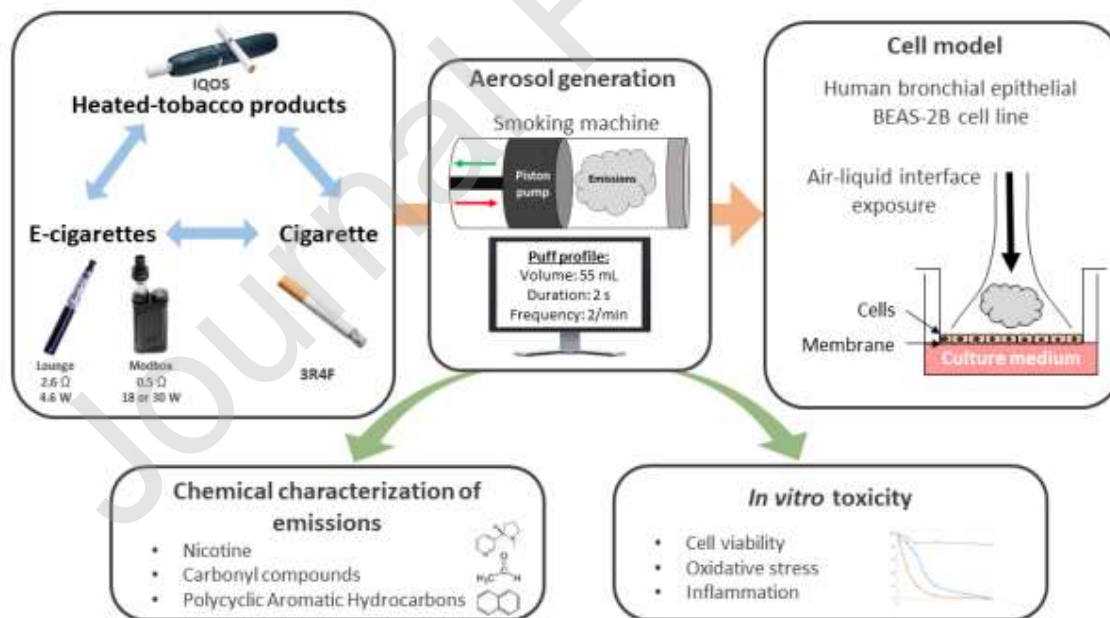 IQOS
Heated-tobacco products
E-cigarettes
Cigarette
Lounge
2.6 Ω
4.6 W
Modbox
0.5 Ω
18 or 30 W
3R4F
Aerosol generation
Smoking machine
Piston
pump
Emissions
Puff profile:
Volume: 55 mL
Duration: 2 s
Frequency: 2/min
Cell model
Human bronchial epithelial
BEAS-2B cell line
Air-liquid interface
exposure
Cells
Membrane
Culture medium
Chemical characterization of
emissions
• Nicotine
• Carbonyl compounds
• Polycyclic Aromatic Hydrocarbons
N
N
O
H₃C
H
In vitro toxicity
• Cell viability
• Oxidative stress
• Inflammation
Journal P